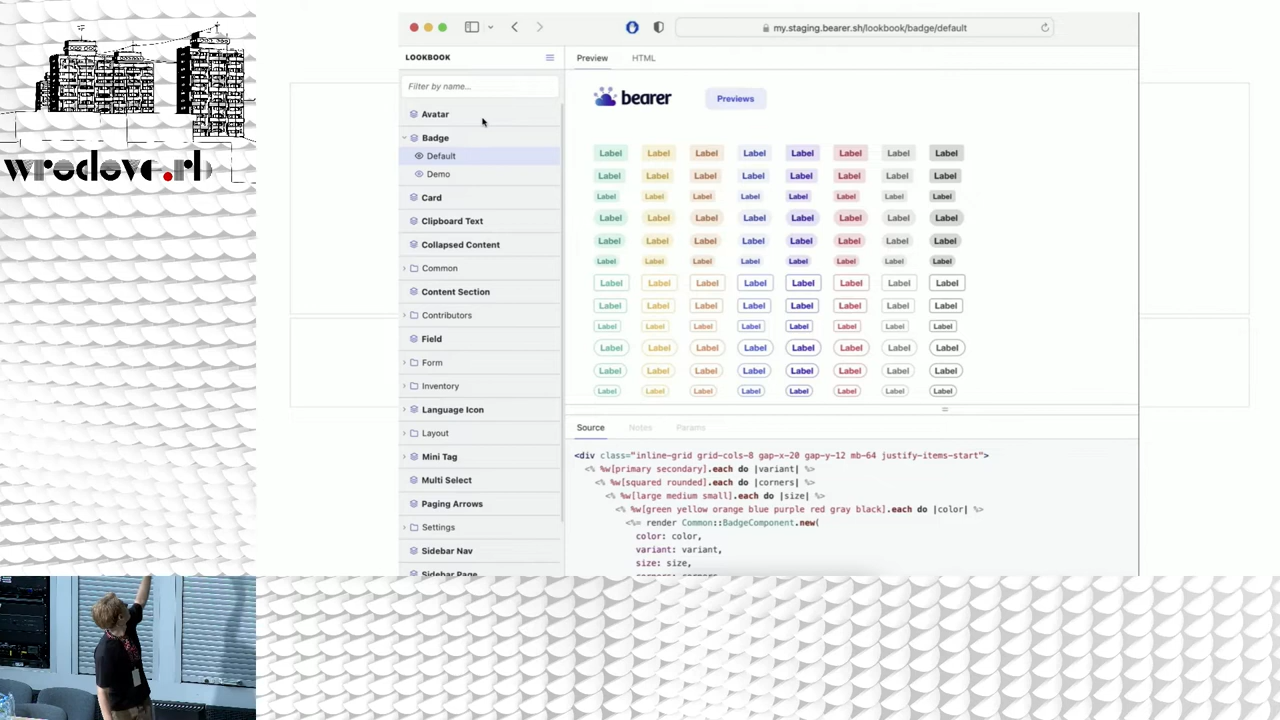 wroclove.rb
my.staging.bearer.sh/lookbook/badge/default
LOOKBOOK
Preview HTML
Filter by name...
bearer Previews
Avatar
Badge
Default
Demo
Card
Clipboard Text
Collapsed Content
Common
Content Section
Contributors
Field
Form
Inventory
Language Icon
Layout
Mini Tag
Multi Select
Paging Arrows
Settings
Sidebar Nav
Sidebar Page
Label Label Label Label Label Label Label Label
Label Label Label Label Label Label Label Label
Label Label Label Label Label Label Label Label
Label Label Label Label Label Label Label Label
Label Label Label Label Label Label Label Label
Label Label Label Label Label Label Label Label
Label Label Label Label Label Label Label Label
Label Label Label Label Label Label Label Label
Label Label Label Label Label Label Label Label
Label Label Label Label Label Label Label Label
Label Label Label Label Label Label Label Label
Label Label Label Label Label Label Label Label
Source Notes Params
<div class="inline-grid grid-cols-8 gap-x-20 gap-y-12 mb-64 justify-items-start">
<% %w[primary secondary].each do |variant| %>
<% %w[squared rounded].each do |corners| %>
<% %w[large medium small].each do |size| %>
<% %w[green yellow orange blue purple red gray black].each do |color| %>
<%= render Common::BadgeComponent.new(
color: color,
variant: variant,
size: size,